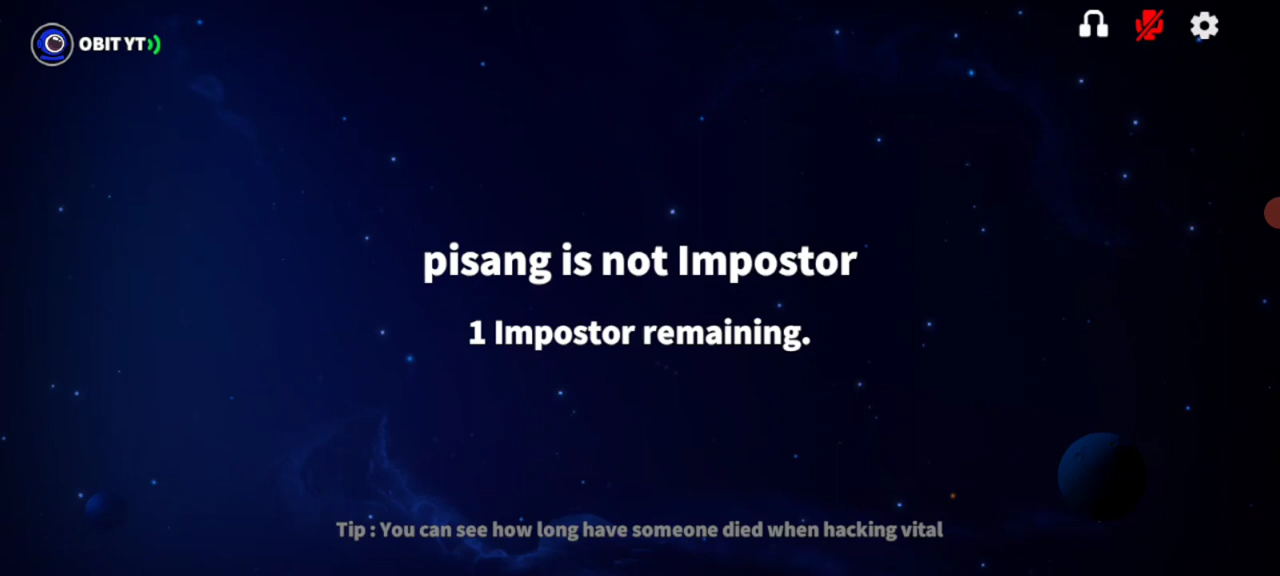 OBIT YT
pisang is not Impostor
1 Impostor remaining.
Tip : You can see how long have someone died when hacking vital